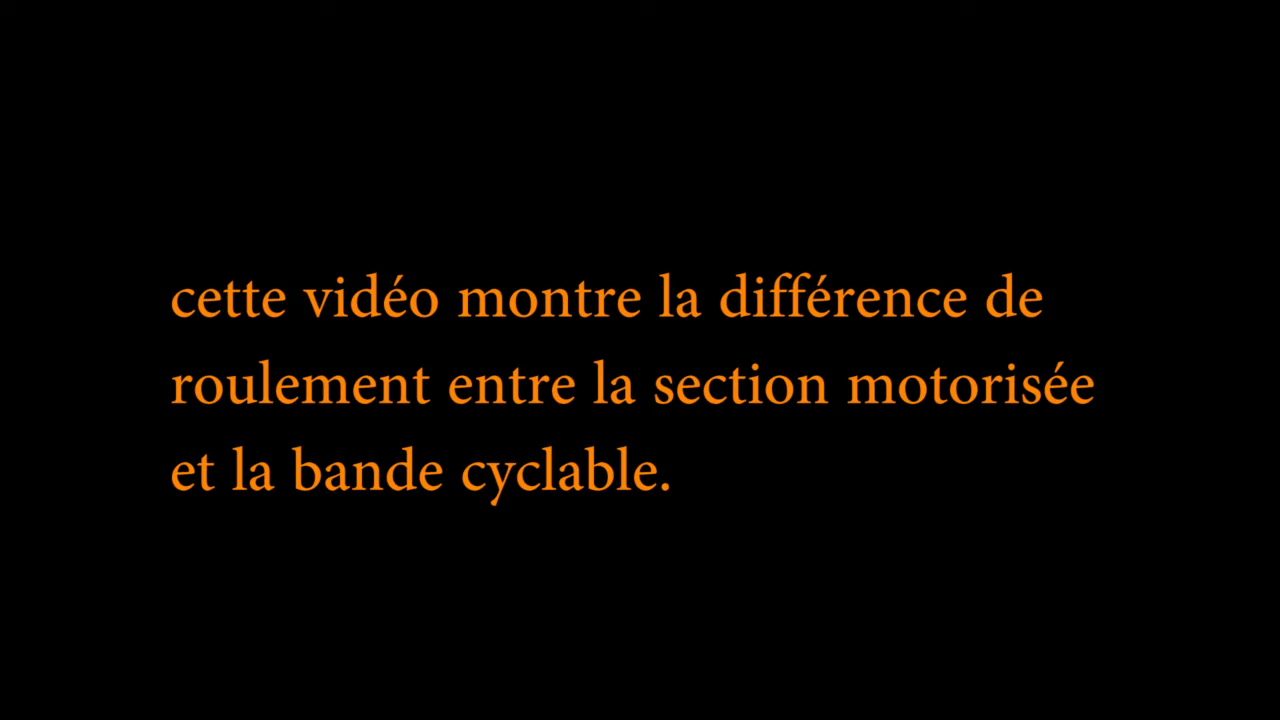 cette vidéo montre la différence de
roulement entre la section motorisée
et la bande cyclable.